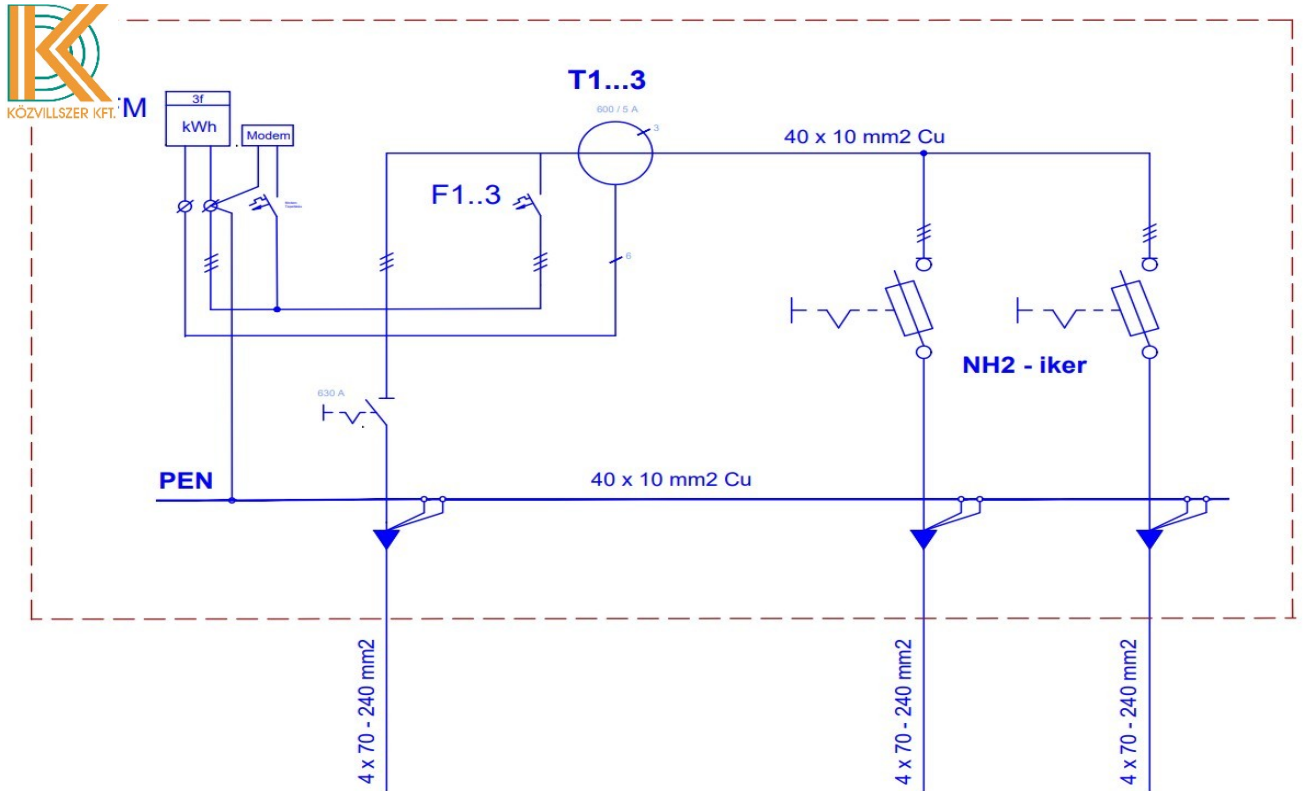 KÖZVILLSZER KFT.
FM
3f
kWh
Modem
T1...3
600 / 5 A
3
40 x 10 mm2 Cu
F1..3
6
NH2 - iker
630 A
PEN
40 x 10 mm2 Cu
4 x 70 - 240 mm2
4 x 70 - 240 mm2
4 x 70 - 240 mm2